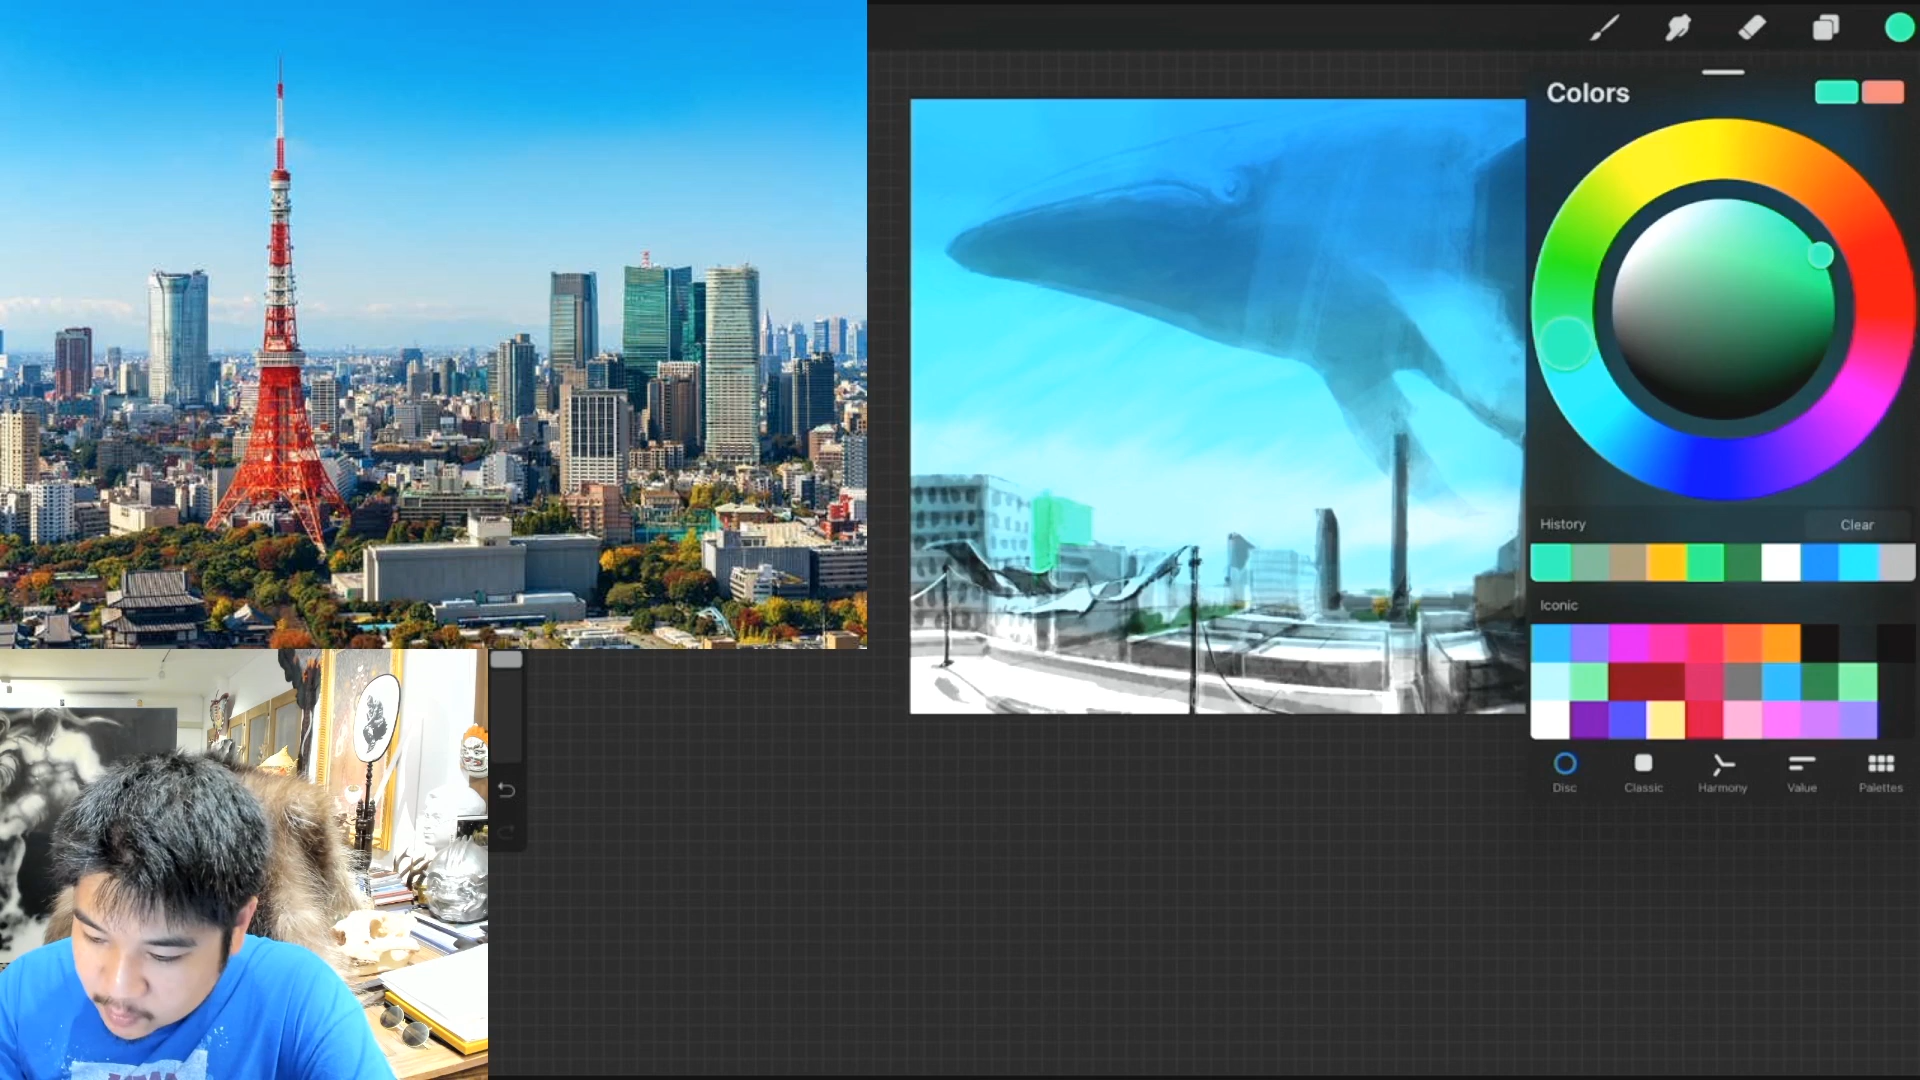 Colors
History
Clear
Iconic
Disc
Classic
Harmony
Value
Palettes